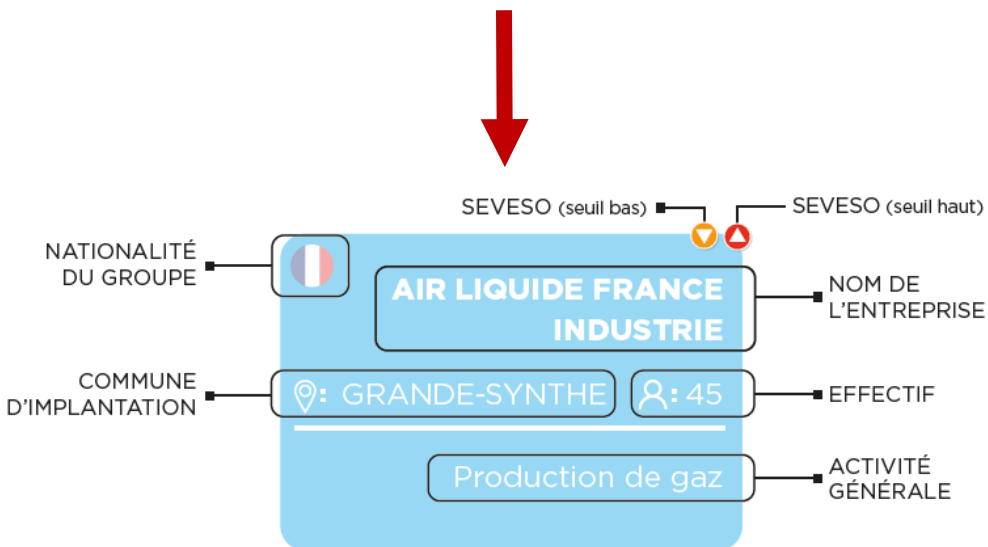 SEVESO (seuil bas)
SEVESO (seuil haut)
NATIONALITÉ
DU GROUPE
AIR LIQUIDE FRANCE
INDUSTRIE
NOM DE
L'ENTREPRISE
COMMUNE
D'IMPLANTATION
: GRANDE-SYNTHE
: 45
EFFECTIF
Production de gaz
ACTIVITÉ
GÉNÉRALE